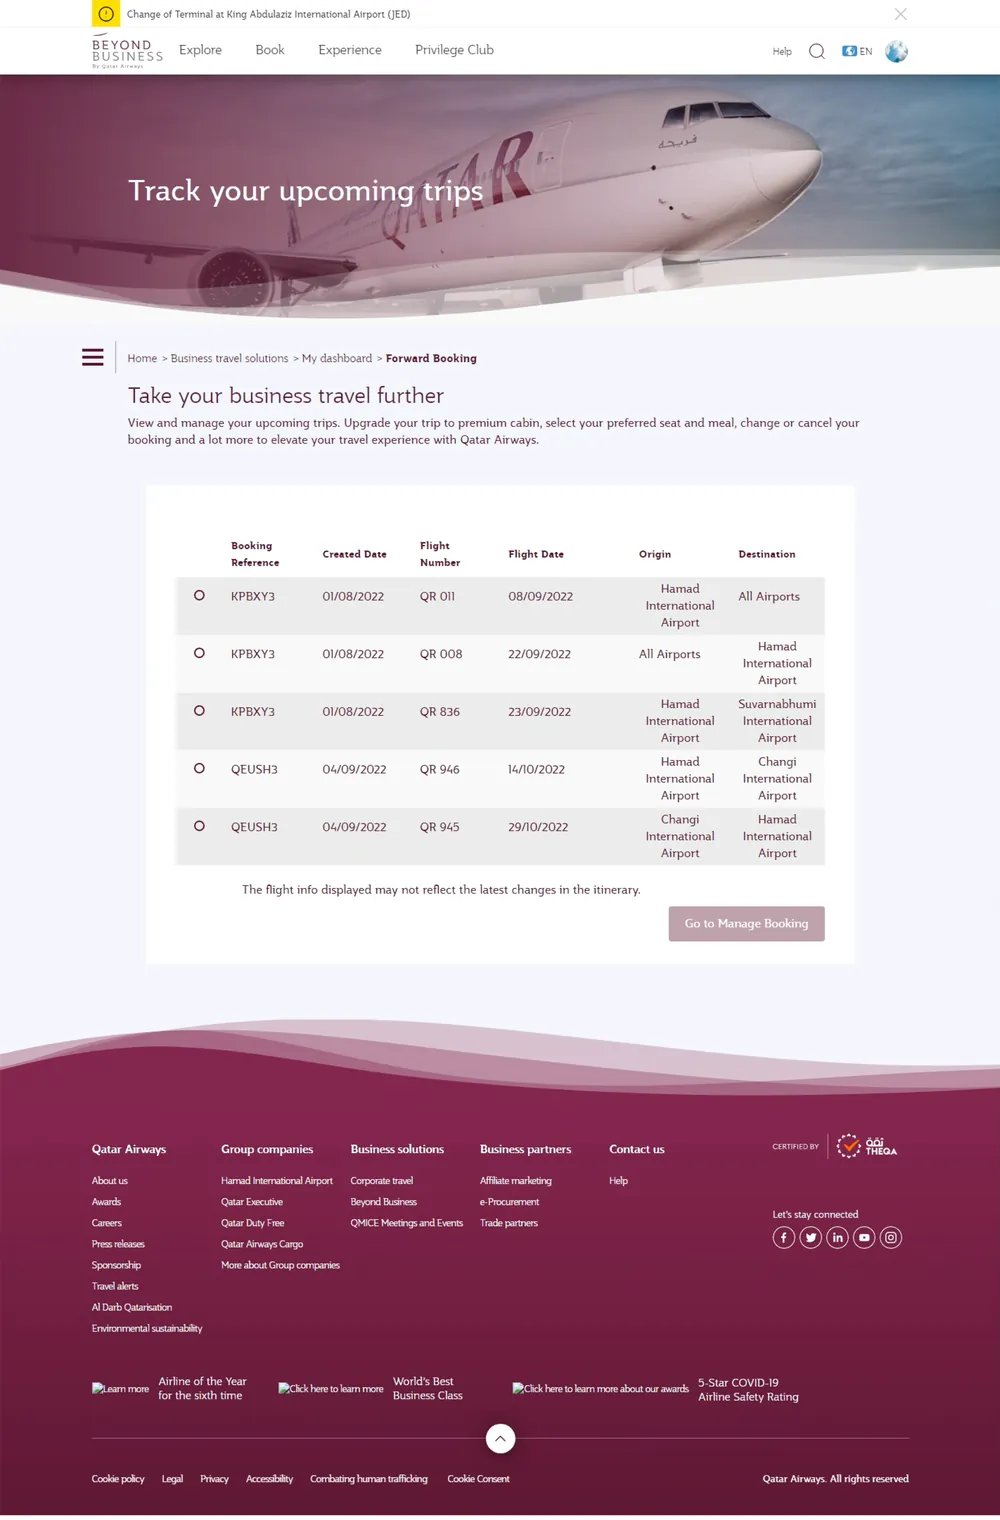 Change of Terminal at King Abdulaziz International Airport (JED)
BEYOND
BUSINESS
By Qatar Airways
Explore
Book
Experience
Privilege Club
Help
EN
QATAR
فريحه
Track your upcoming trips
Home > Business travel solutions > My dashboard > Forward Booking
Take your business travel further
View and manage your upcoming trips. Upgrade your trip to premium cabin, select your preferred seat and meal, change or cancel your
booking and a lot more to elevate your travel experience with Qatar Airways.
Booking Reference Created Date Flight Number Flight Date Origin Destination
KPBXY3 01/08/2022 QR 011 08/09/2022 Hamad International Airport All Airports
KPBXY3 01/08/2022 QR 008 22/09/2022 All Airports Hamad International Airport
KPBXY3 01/08/2022 QR 836 23/09/2022 Hamad International Airport Suvarnabhumi International Airport
QEUSH3 04/09/2022 QR 946 14/10/2022 Hamad International Airport Changi International Airport
QEUSH3 04/09/2022 QR 945 29/10/2022 Changi International Airport Hamad International Airport
The flight info displayed may not reflect the latest changes in the itinerary.
Go to Manage Booking
Qatar Airways
About us
Awards
Careers
Press releases
Sponsorship
Travel alerts
Al Darb Qatarisation
Environmental sustainability
Group companies
Hamad International Airport
Qatar Executive
Qatar Duty Free
Qatar Airways Cargo
More about Group companies
Business solutions
Corporate travel
Beyond Business
QMICE Meetings and Events
Business partners
Affiliate marketing
e-Procurement
Trade partners
Contact us
Help
CERTIFIED BY
ثقة
THEQA
Let's stay connected
Learn more
Airline of the Year
for the sixth time
Click here to learn more
World's Best
Business Class
Click here to learn more about our awards
5-Star COVID-19
Airline Safety Rating
Cookie policy
Legal
Privacy
Accessibility
Combating human trafficking
Cookie Consent
Qatar Airways. All rights reserved